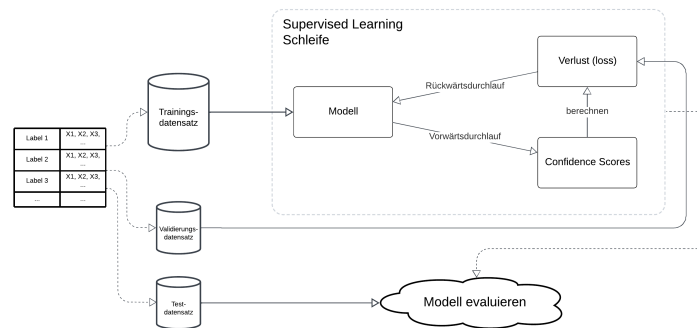 Supervised Learning
Schleife
Verlust (loss)
Rückwärtsdurchlauf
Trainings-
datensatz
Modell
berechnen
Vorwärtsdurchlauf
Confidence Scores
Label 1
X1, X2, X3,
...
Label 2
X1, X2, X3,
...
Label 3
X1, X2, X3,
...
...
...
Validierungs-
datensatz
Test-
datensatz
Modell evaluieren